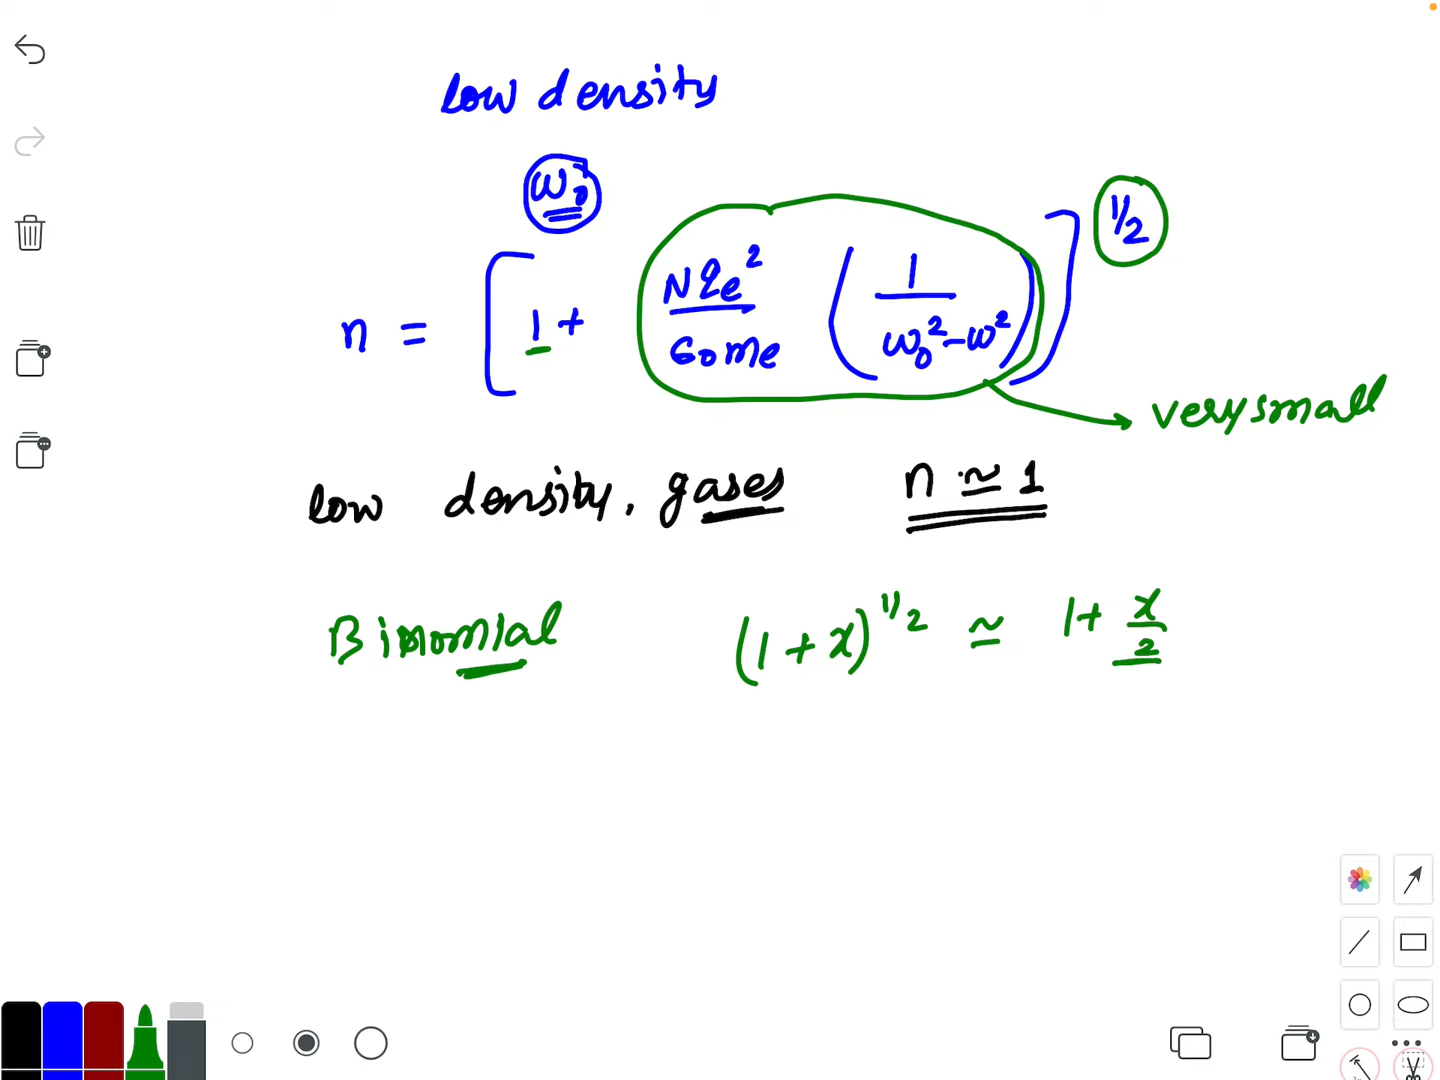 low density
ω₀
n = [ 1 + Nqe² / ϵ₀me ( 1 / ω₀² - ω² ) ]^1/2
very small
low density, gases n ≃ 1
Binomial (1 + x)^1/2 ≃ 1 + x/2